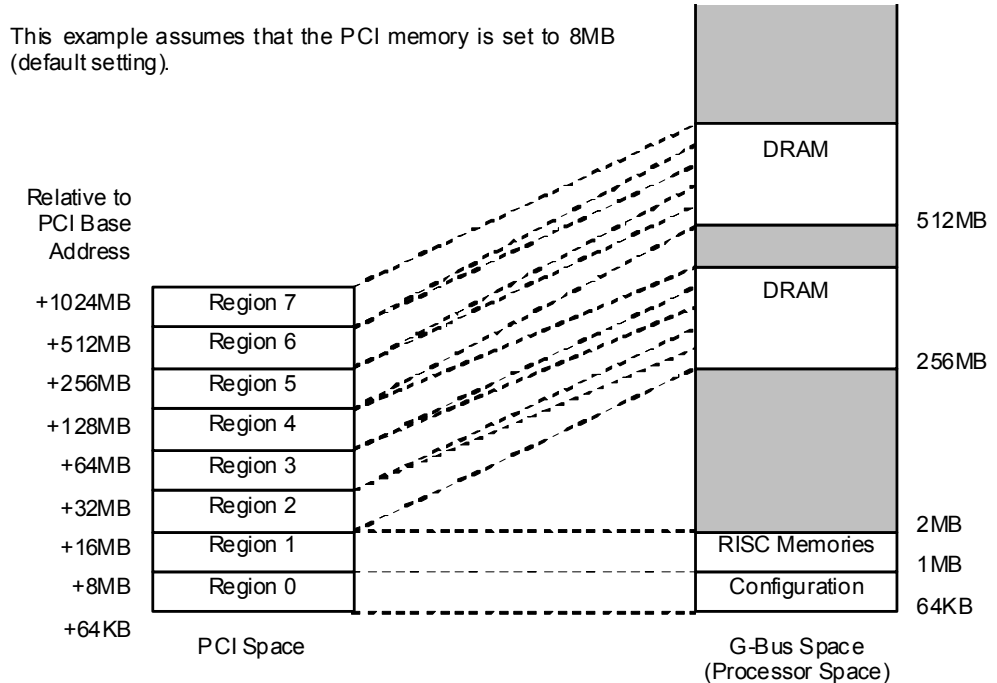 This example assumes that the PCI memory is set to 8MB
(default setting).
Relative to
PCI Base
Address
+1024MB
+512MB
+256MB
+128MB
+64MB
+32MB
+16MB
+8MB
+64KB
Region 7
Region 6
Region 5
Region 4
Region 3
Region 2
Region 1
Region 0
PCI Space
DRAM
512MB
DRAM
256MB
2MB
RISC Memories
1MB
Configuration
64KB
G-Bus Space
(Processor Space)